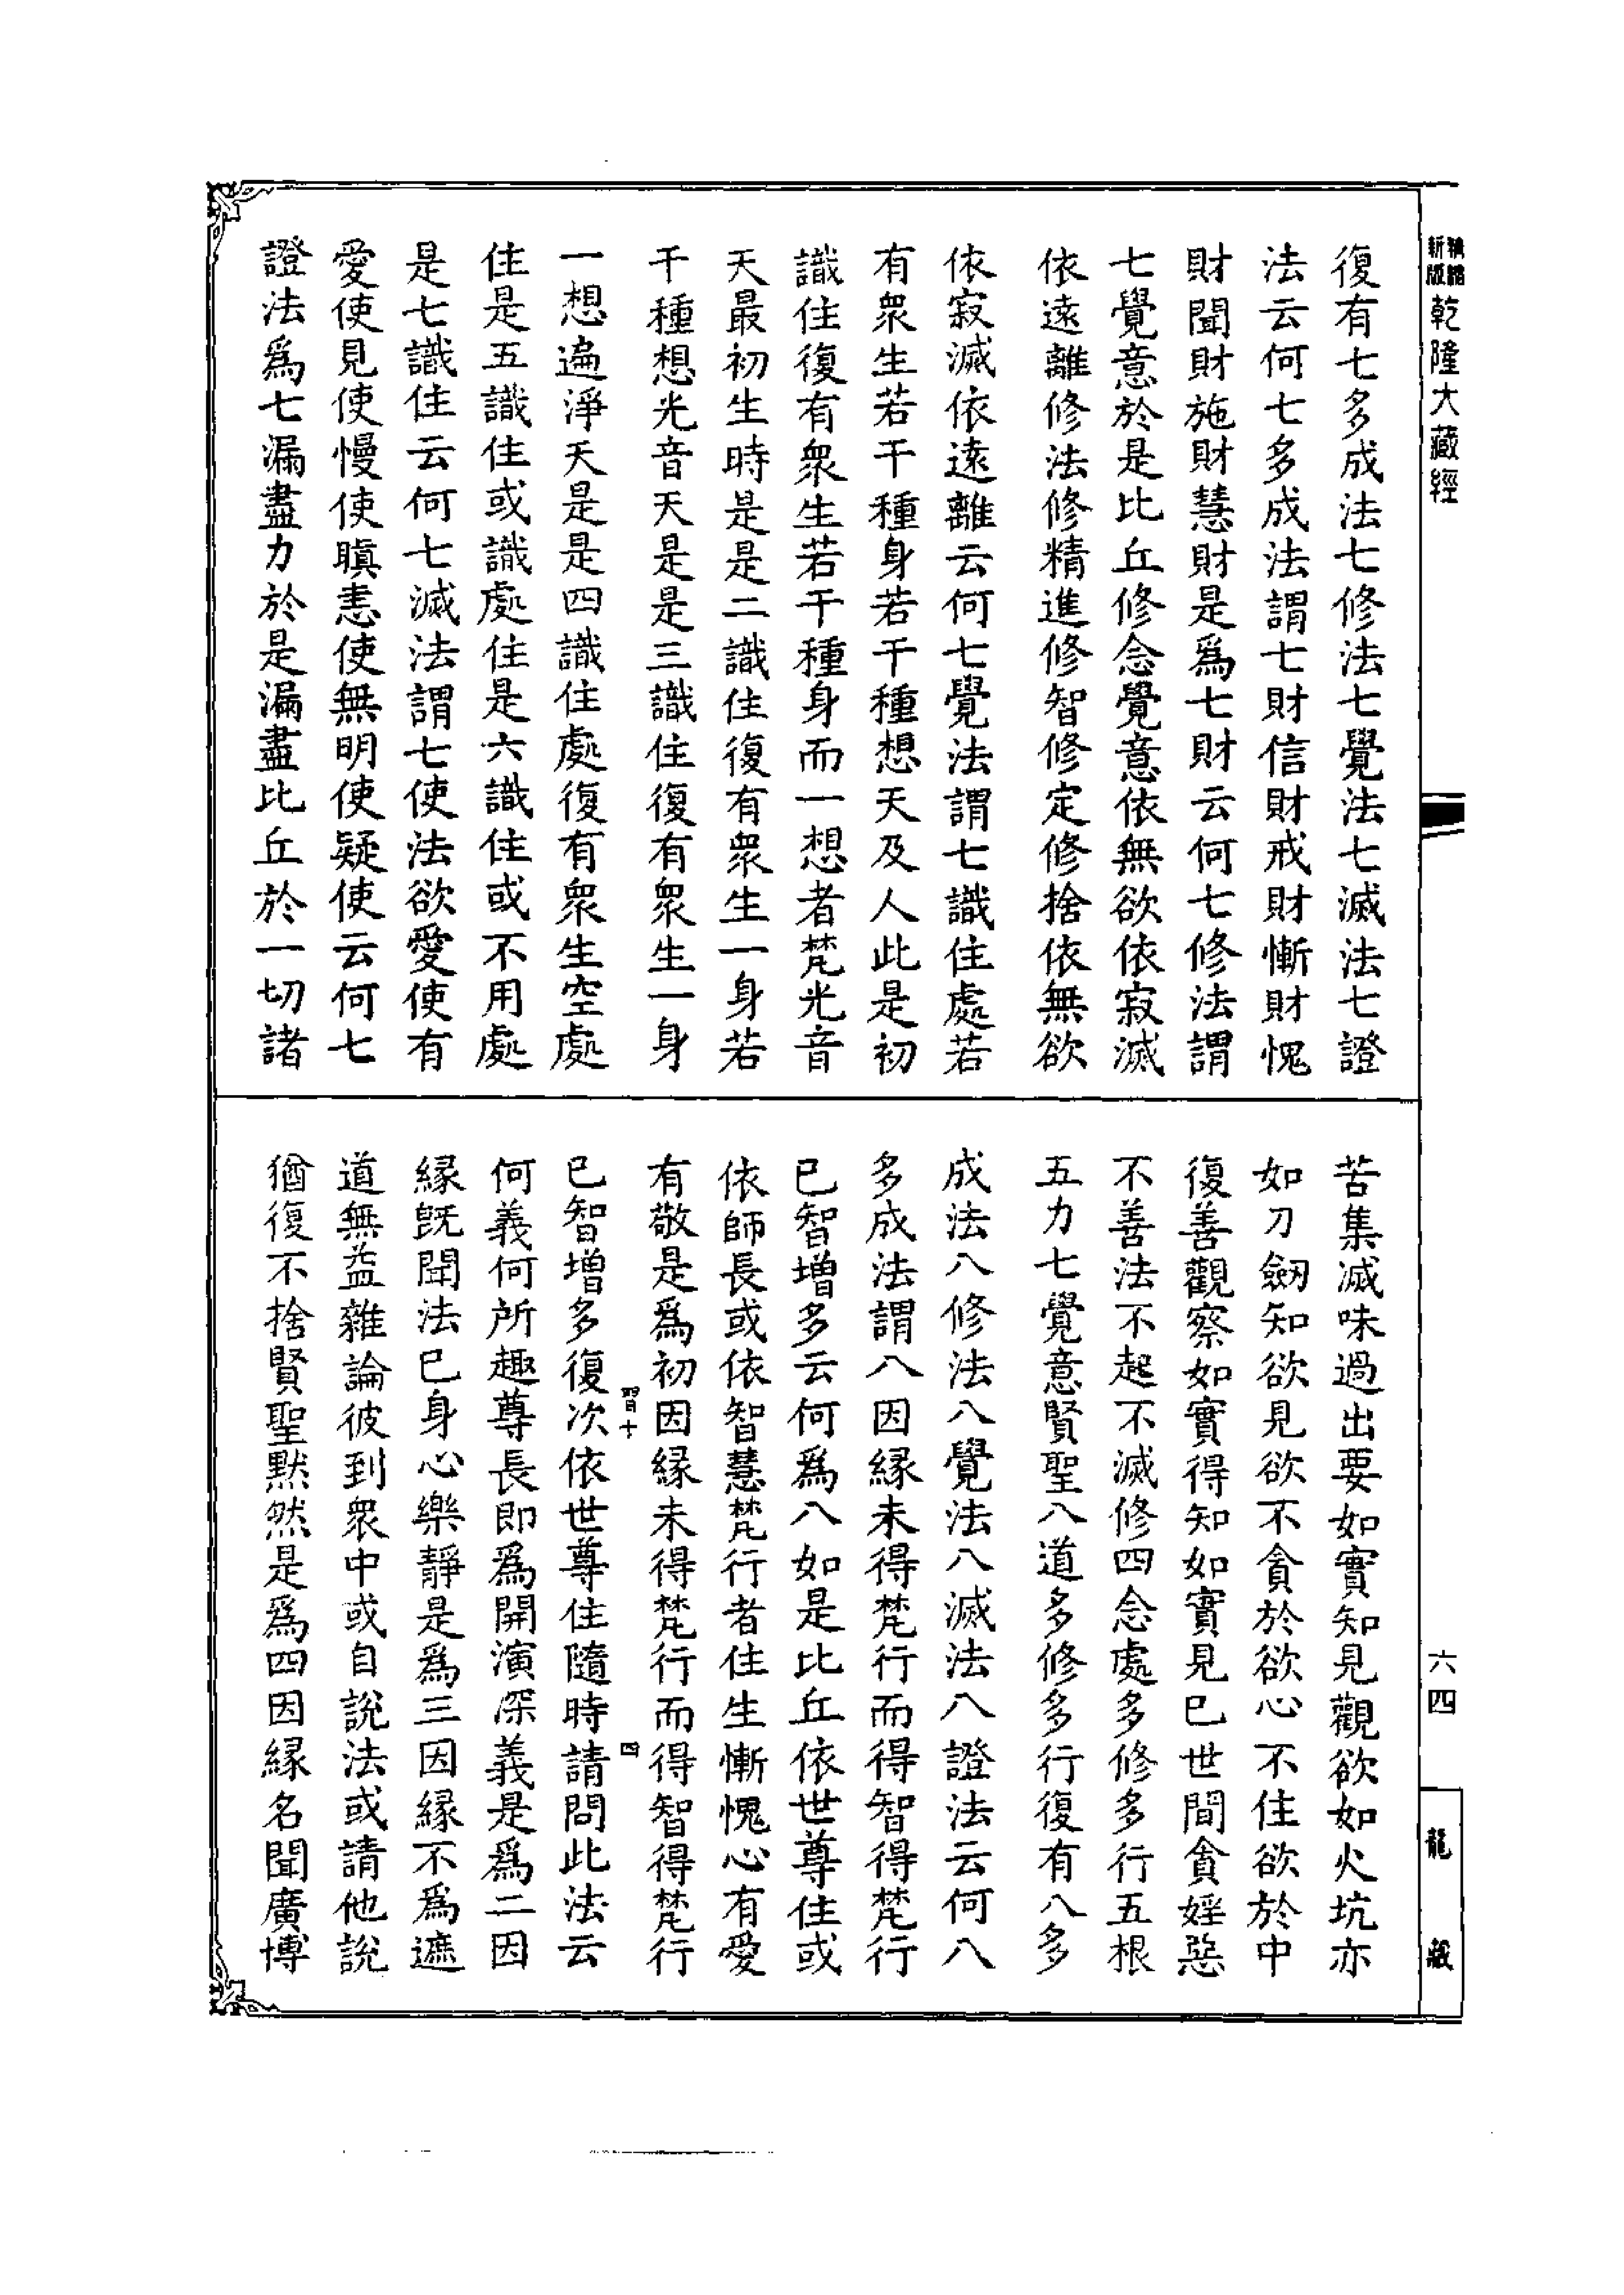 乾隆大藏經
六四
龍藏
復有七多成法七修法七覺法七滅法七證
法云何七多成法謂七財信財戒財慚財愧
財聞財施財慧財是爲七財云何七修法謂
七覺意於是比丘修念覺意依無欲依寂滅
依遠離修法修精進修智修定修捨依無欲
依寂滅依遠離云何七覺法謂七識住處若
有衆生若干種身若干種想天及人此是初
識住復有衆生若干種身而一想者梵光音
天最初生時是是二識住復有衆生一身若
干種想光音天是是三識住復有衆生一身
一想遍淨天是是四識住處復有衆生空處
住是五識住或識處住是六識住或不用處
是七識住云何七滅法謂七使法欲愛使有
愛使見使慢使瞋恚使無明使疑使云何七
證法爲七漏盡力於是漏盡比丘於一切諸
苦集滅味過出要如實知見觀欲如火坑亦
如刀劒知欲見欲不貪於欲心不住欲於中
復善觀察如實得知如實見已世間貪婬惡
不善法不起不滅修四念處多修多行五根
五力七覺意賢聖八道多修多行復有八多
成法八修法八覺法八滅法八證法云何八
多成法謂八因緣未得梵行而得智得梵行
已智增多云何爲八如是比丘依世尊住或
依師長或依智慧梵行者住生慚愧心有愛
有敬是爲初因緣未得梵行而得智得梵行
習十
四
已智增多復次依世尊住隨時請問此法云
何義何所趣尊長即爲開演深義是爲二因
緣既聞法已身心樂靜是爲三因緣不爲遮
道無益雜論彼到衆中或自說法或請他說
猶復不捨賢聖默然是爲四因緣名聞廣博